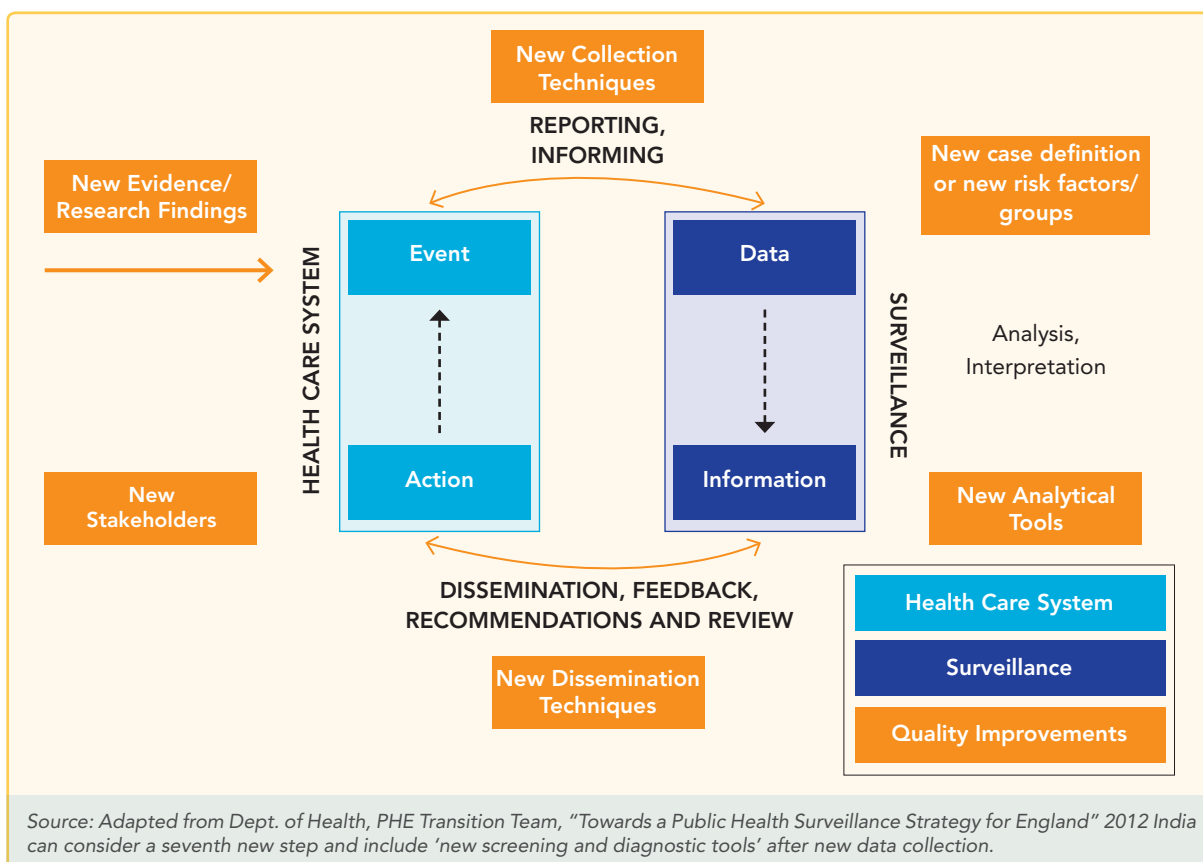 New Collection
Techniques
REPORTING,
INFORMING
New Evidence/
Research Findings
New case definition
or new risk factors/
groups
HEALTH CARE SYSTEM
Event
Data
SURVEILLANCE
Analysis,
Interpretation
Action
Information
New
Stakeholders
New Analytical
Tools
DISSEMINATION, FEEDBACK,
RECOMMENDATIONS AND REVIEW
New Dissemination
Techniques
Health Care System
Surveillance
Quality Improvements
Source: Adapted from Dept. of Health, PHE Transition Team, "Towards a Public Health Surveillance Strategy for England" 2012 India
can consider a seventh new step and include ‘new screening and diagnostic tools’ after new data collection.